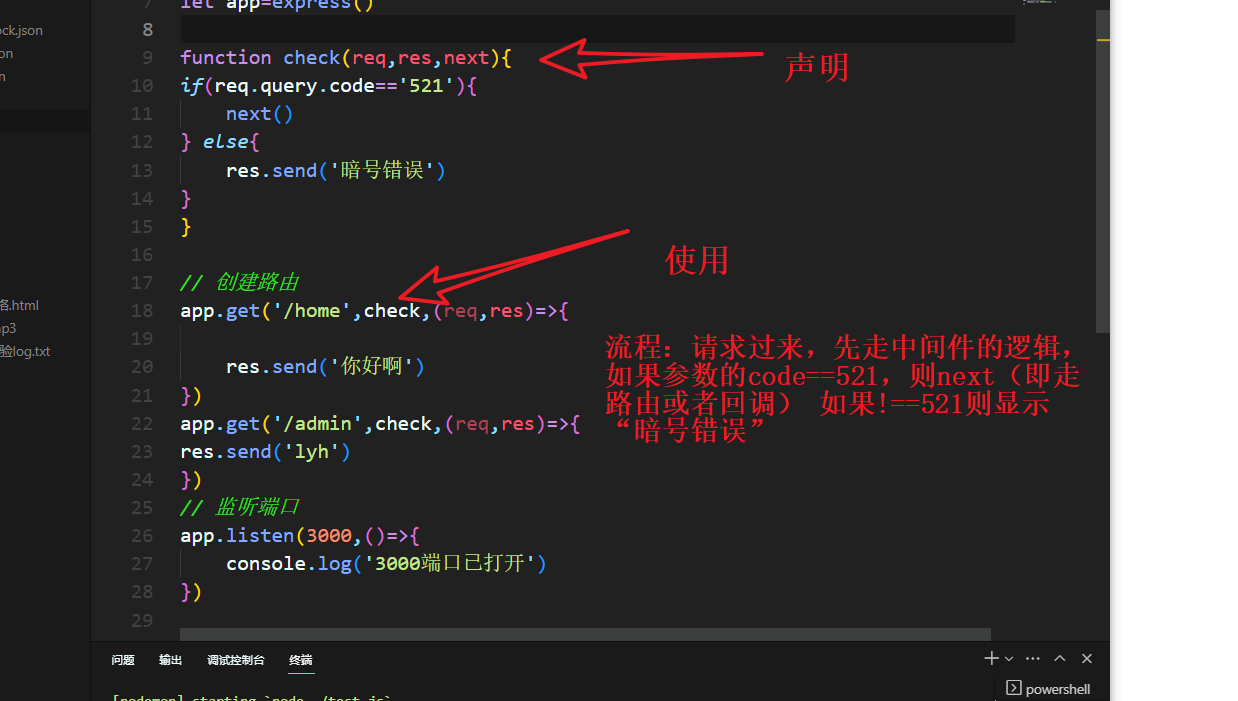 7 let app=express()
ock.json
8
on
9 function check(req,res,next){
声明
n
10 if(req.query.code=='521'){
11 next()
12 } else{
13 res.send('暗号错误')
14 }
15 }
16
使用
17 // 创建路由
.html
18 app.get('/home',check,(req,res)=>{
p3
19
log.txt
流程：请求过来，先走中间件的逻辑，
20 res.send('你好啊')
如果参数的code==521，则next（即走
21 })
路由或者回调） 如果!==521则显示
22 app.get('/admin',check,(req,res)=>{
“暗号错误”
23 res.send('lyh')
24 })
25 // 监听端口
26 app.listen(3000,()=>{
27 console.log('3000端口已打开')
28 })
29
问题 输出 调试控制台 终端
powershell
[nodemon] starting `node ./test.js`